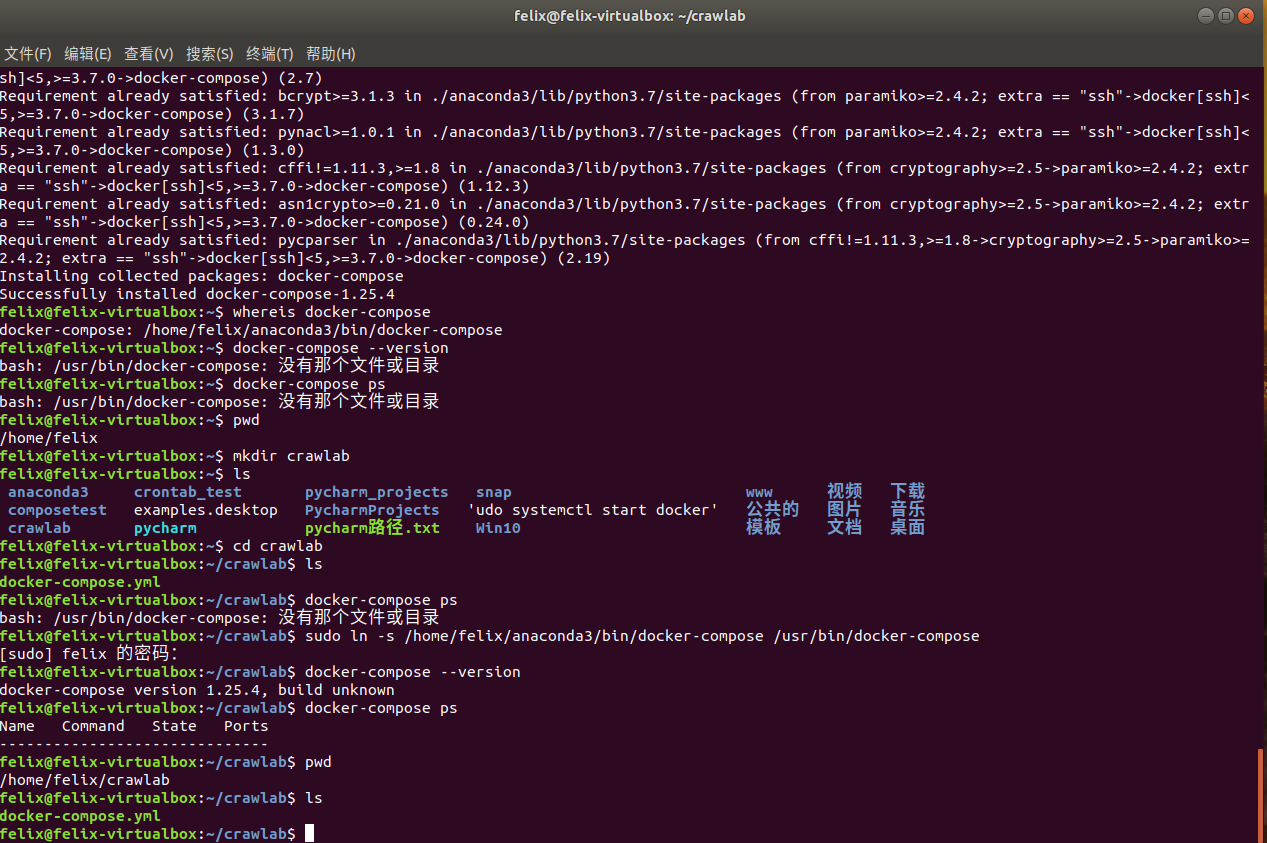 felix@felix-virtualbox: ~/crawlab
文件(F) 编辑(E) 查看(V) 搜索(S) 终端(T) 帮助(H)
sh]<5,>=3.7.0->docker-compose) (2.7)
Requirement already satisfied: bcrypt>=3.1.3 in ./anaconda3/lib/python3.7/site-packages (from paramiko>=2.4.2; extra == "ssh"->docker[ssh]<
5,>=3.7.0->docker-compose) (3.1.7)
Requirement already satisfied: pynacl>=1.0.1 in ./anaconda3/lib/python3.7/site-packages (from paramiko>=2.4.2; extra == "ssh"->docker[ssh]<
5,>=3.7.0->docker-compose) (1.3.0)
Requirement already satisfied: cffi!=1.11.3,>=1.8 in ./anaconda3/lib/python3.7/site-packages (from cryptography>=2.5->paramiko>=2.4.2; extr
a == "ssh"->docker[ssh]<5,>=3.7.0->docker-compose) (1.12.3)
Requirement already satisfied: asn1crypto>=0.21.0 in ./anaconda3/lib/python3.7/site-packages (from cryptography>=2.5->paramiko>=2.4.2; extr
a == "ssh"->docker[ssh]<5,>=3.7.0->docker-compose) (0.24.0)
Requirement already satisfied: pycparser in ./anaconda3/lib/python3.7/site-packages (from cffi!=1.11.3,>=1.8->cryptography>=2.5->paramiko>=
2.4.2; extra == "ssh"->docker[ssh]<5,>=3.7.0->docker-compose) (2.19)
Installing collected packages: docker-compose
Successfully installed docker-compose-1.25.4
felix@felix-virtualbox:~$ whereis docker-compose
docker-compose: /home/felix/anaconda3/bin/docker-compose
felix@felix-virtualbox:~$ docker-compose --version
bash: /usr/bin/docker-compose: 没有那个文件或目录
felix@felix-virtualbox:~$ docker-compose ps
bash: /usr/bin/docker-compose: 没有那个文件或目录
felix@felix-virtualbox:~$ pwd
/home/felix
felix@felix-virtualbox:~$ mkdir crawlab
felix@felix-virtualbox:~$ ls
anaconda3 crontab_test pycharm_projects snap www 视频 下载
composetest examples.desktop PycharmProjects 'udo systemctl start docker' 公共的 图片 音乐
crawlab pycharm pycharm路径.txt Win10 模板 文档 桌面
felix@felix-virtualbox:~$ cd crawlab
felix@felix-virtualbox:~/crawlab$ ls
docker-compose.yml
felix@felix-virtualbox:~/crawlab$ docker-compose ps
bash: /usr/bin/docker-compose: 没有那个文件或目录
felix@felix-virtualbox:~/crawlab$ sudo ln -s /home/felix/anaconda3/bin/docker-compose /usr/bin/docker-compose
[sudo] felix 的密码：
felix@felix-virtualbox:~/crawlab$ docker-compose --version
docker-compose version 1.25.4, build unknown
felix@felix-virtualbox:~/crawlab$ docker-compose ps
Name Command State Ports
------------------------------
felix@felix-virtualbox:~/crawlab$ pwd
/home/felix/crawlab
felix@felix-virtualbox:~/crawlab$ ls
docker-compose.yml
felix@felix-virtualbox:~/crawlab$